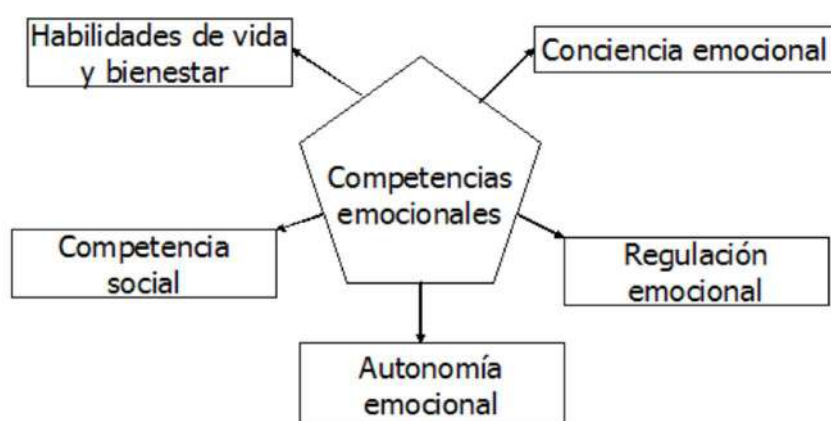 Habilidades de vida
y bienestar
Conciencia emocional
Competencias
emocionales
Competencia
social
Regulación
emocional
Autonomía
emocional